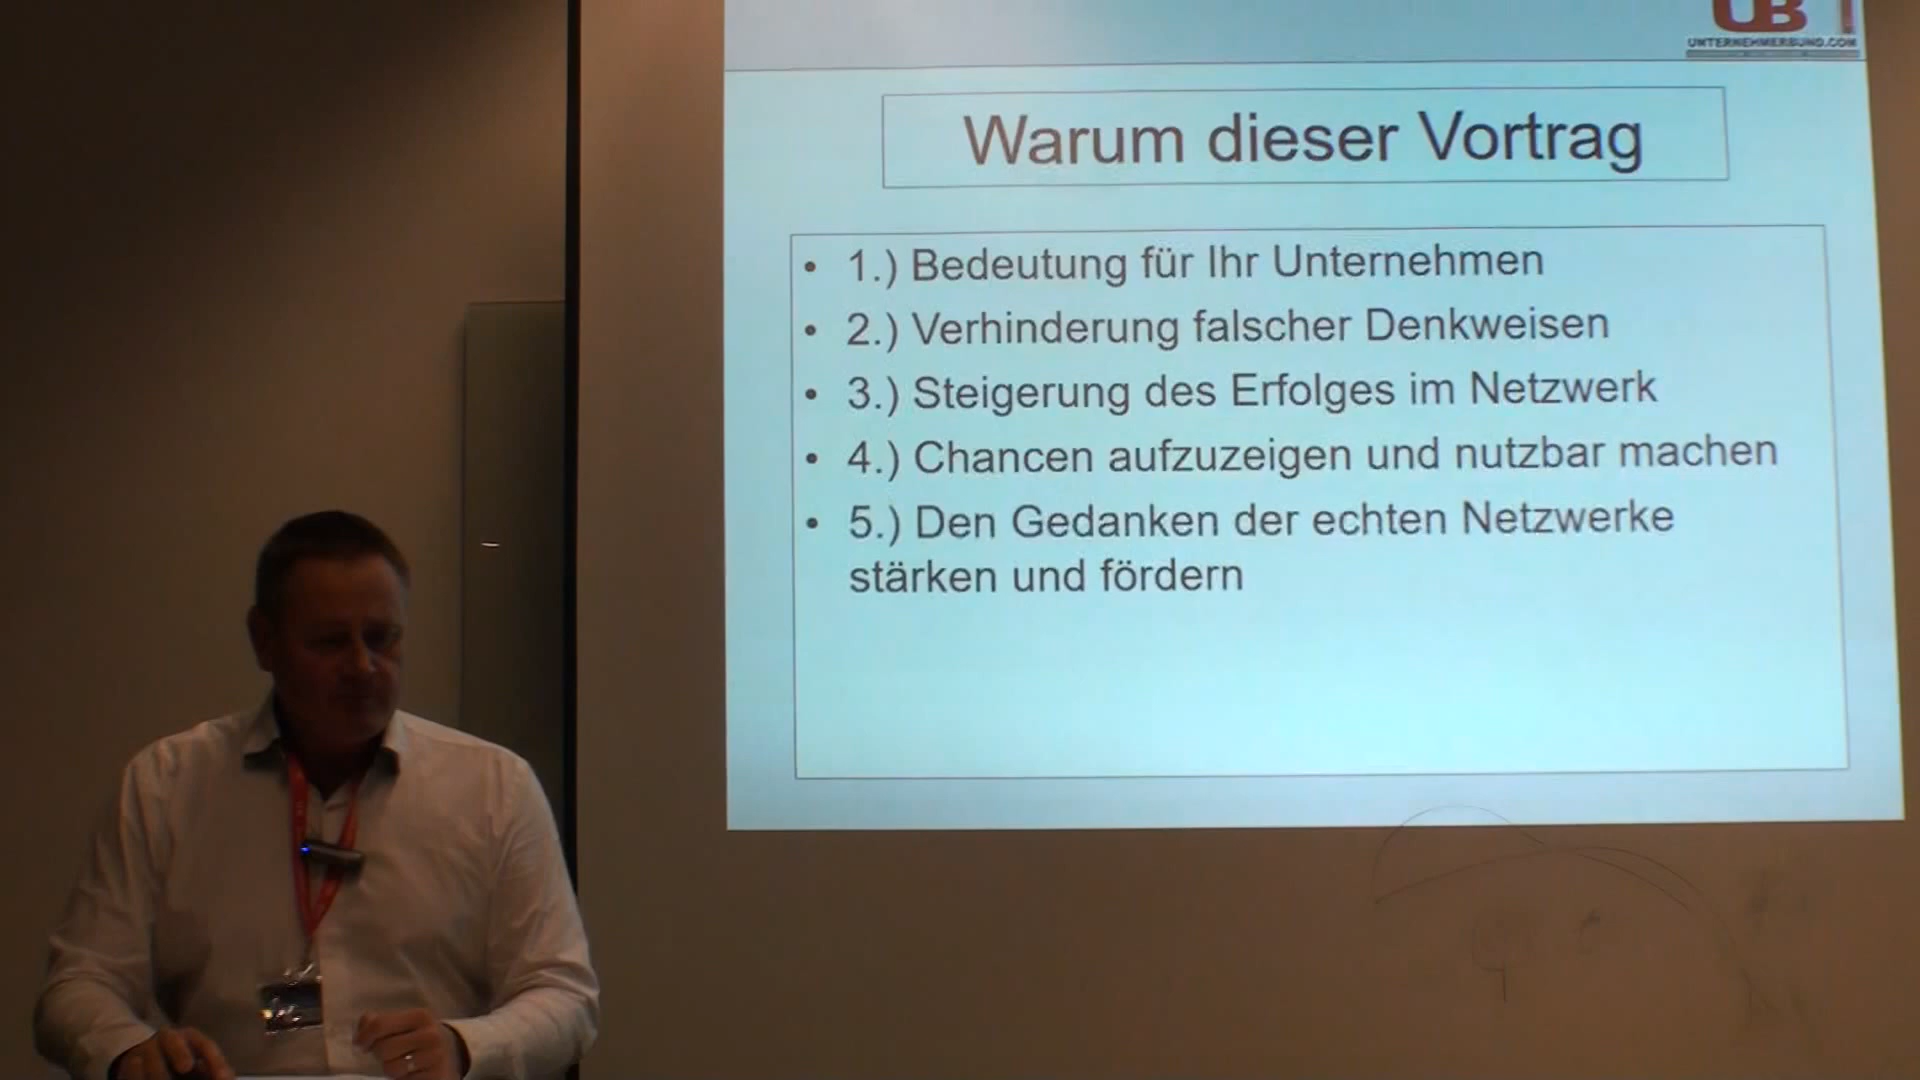 UB
UNTERNEHMERBUND.COM
Warum dieser Vortrag
• 1.) Bedeutung für Ihr Unternehmen
• 2.) Verhinderung falscher Denkweisen
• 3.) Steigerung des Erfolges im Netzwerk
• 4.) Chancen aufzuzeigen und nutzbar machen
• 5.) Den Gedanken der echten Netzwerke
stärken und fördern